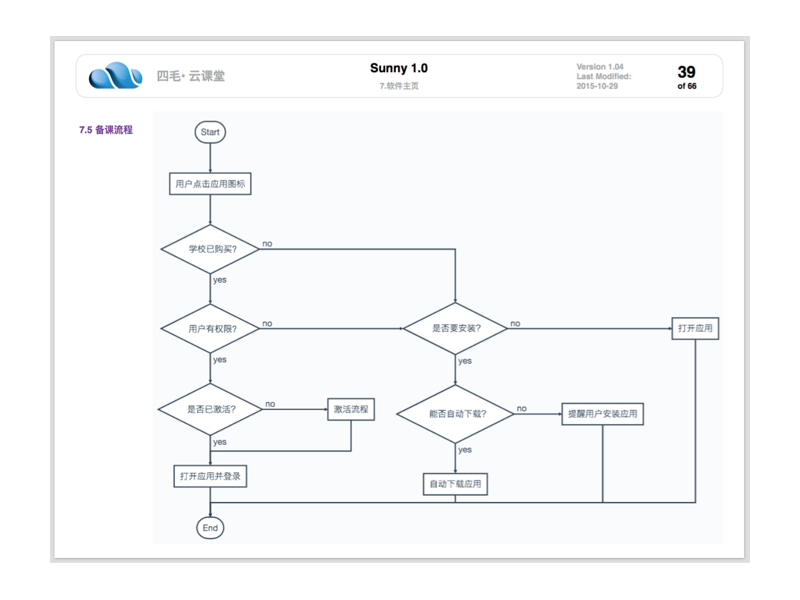 四毛• 云课堂
Sunny 1.0
7.软件主页
Version 1.04
Last Modified:
2015-10-29
39
of 66
7.5 备课流程
Start
用户点击应用图标
学校已购买?
no
yes
用户有权限?
no
是否要安装?
no
打开应用
yes
yes
是否已激活?
no
激活流程
能否自动下载?
no
提醒用户安装应用
yes
yes
打开应用并登录
自动下载应用
End